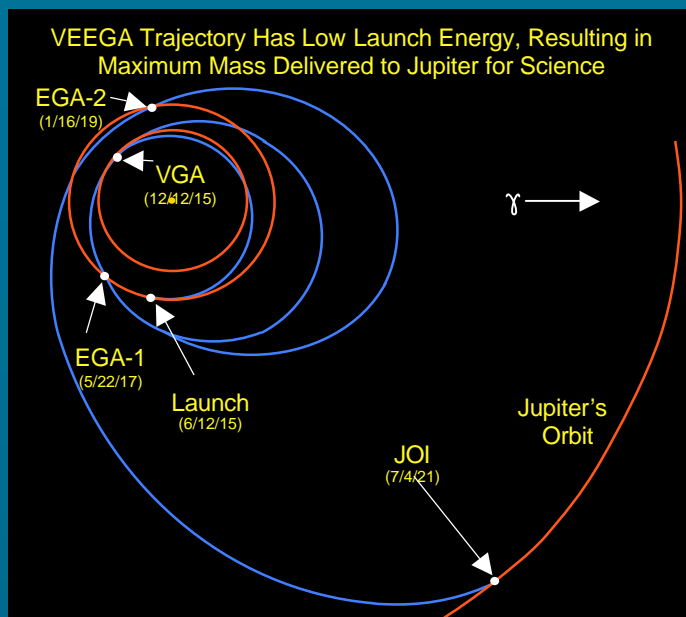 VEEGA Trajectory Has Low Launch Energy, Resulting in
Maximum Mass Delivered to Jupiter for Science
EGA-2
(1/16/19)
VGA
(12/12/15)
γ
EGA-1
(5/22/17)
Launch
(6/12/15)
Jupiter's
Orbit
JOI
(7/4/21)